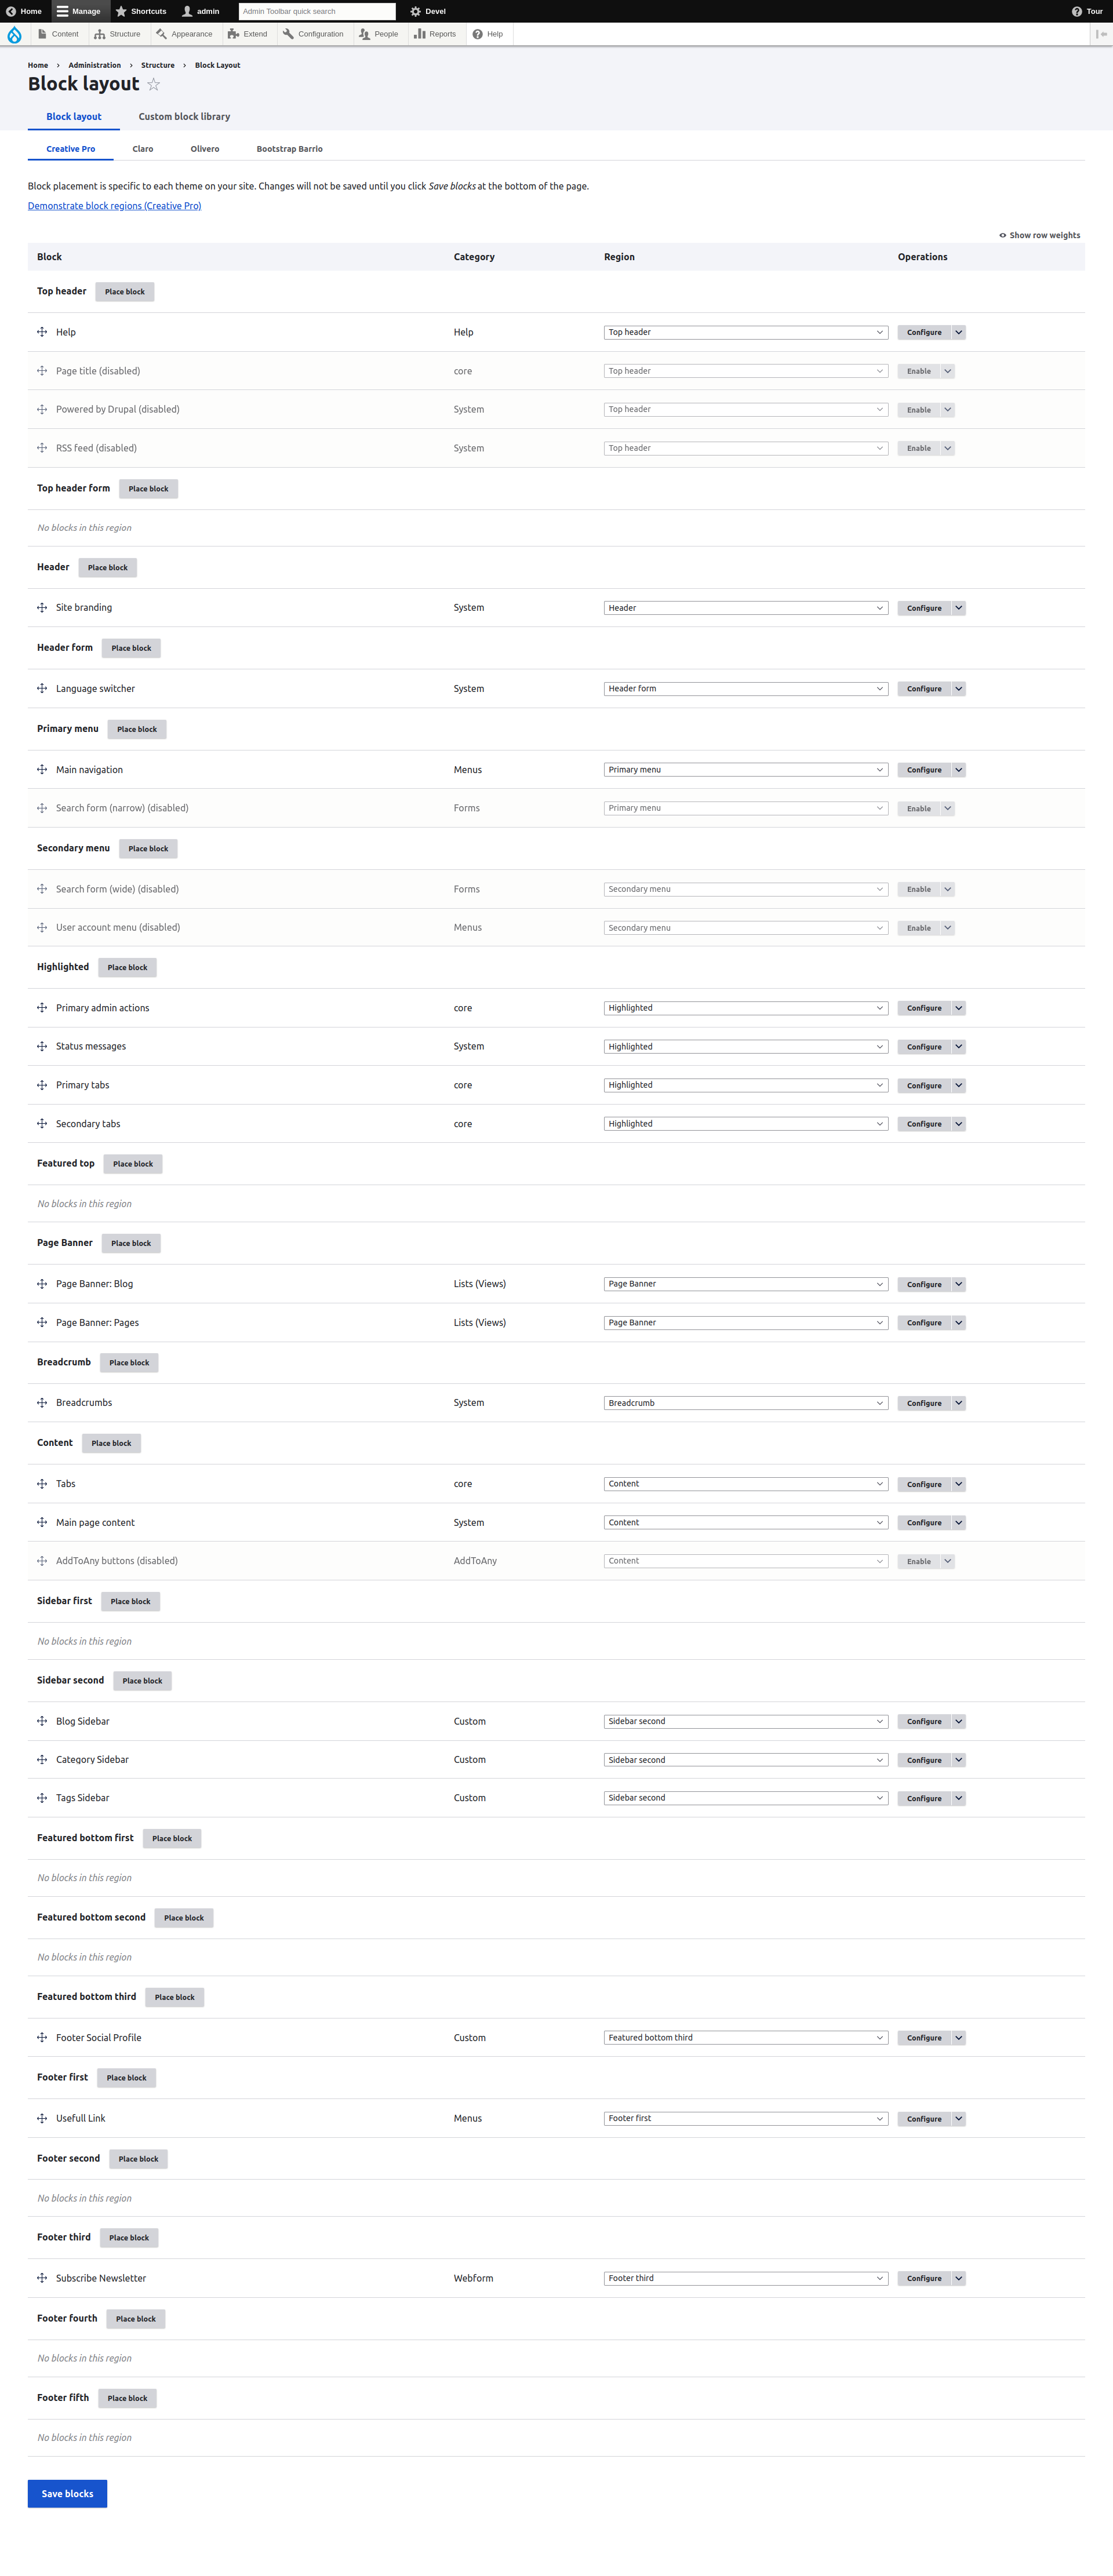 Home Manage Shortcuts admin Admin Toolbar quick search Devel Tour
Content Structure Appearance Extend Configuration People Reports Help
Home › Administration › Structure › Block Layout
Block layout
Block layout Custom block library
Creative Pro Claro Olivero Bootstrap Barrio
Block placement is specific to each theme on your site. Changes will not be saved until you click Save blocks at the bottom of the page.
Demonstrate block regions (Creative Pro)
Show row weights
Block Category Region Operations
Top header Place block
Help Help Top header Configure
Page title (disabled) core Top header Enable
Powered by Drupal (disabled) System Top header Enable
RSS feed (disabled) System Top header Enable
Top header form Place block
No blocks in this region
Header Place block
Site branding System Header Configure
Header form Place block
Language switcher System Header form Configure
Primary menu Place block
Main navigation Menus Primary menu Configure
Search form (narrow) (disabled) Forms Primary menu Enable
Secondary menu Place block
Search form (wide) (disabled) Forms Secondary menu Enable
User account menu (disabled) Menus Secondary menu Enable
Highlighted Place block
Primary admin actions core Highlighted Configure
Status messages System Highlighted Configure
Primary tabs core Highlighted Configure
Secondary tabs core Highlighted Configure
Featured top Place block
No blocks in this region
Page Banner Place block
Page Banner: Blog Lists (Views) Page Banner Configure
Page Banner: Pages Lists (Views) Page Banner Configure
Breadcrumb Place block
Breadcrumbs System Breadcrumb Configure
Content Place block
Tabs core Content Configure
Main page content System Content Configure
AddToAny buttons (disabled) AddToAny Content Enable
Sidebar first Place block
No blocks in this region
Sidebar second Place block
Blog Sidebar Custom Sidebar second Configure
Category Sidebar Custom Sidebar second Configure
Tags Sidebar Custom Sidebar second Configure
Featured bottom first Place block
No blocks in this region
Featured bottom second Place block
No blocks in this region
Featured bottom third Place block
Footer Social Profile Custom Featured bottom third Configure
Footer first Place block
Usefull Link Menus Footer first Configure
Footer second Place block
No blocks in this region
Footer third Place block
Subscribe Newsletter Webform Footer third Configure
Footer fourth Place block
No blocks in this region
Footer fifth Place block
No blocks in this region
Save blocks